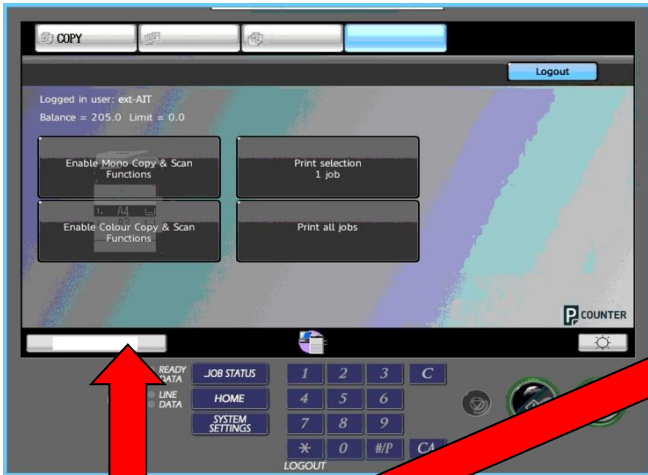 COPY
Logout
Logged in user: ext-AIT
Balance = 205.0 Limit = 0.0
Enable Mono Copy & Scan
Functions
Print selection
1 job
1. A4
Enable Colour Copy & Scan
Functions
Print all jobs
P COUNTER
READY
DATA
LINE
DATA
JOB STATUS
HOME
SYSTEM
SETTINGS
1 2 3 C
4 5 6
7 8 9
* 0 #/P CA
LOGOUT